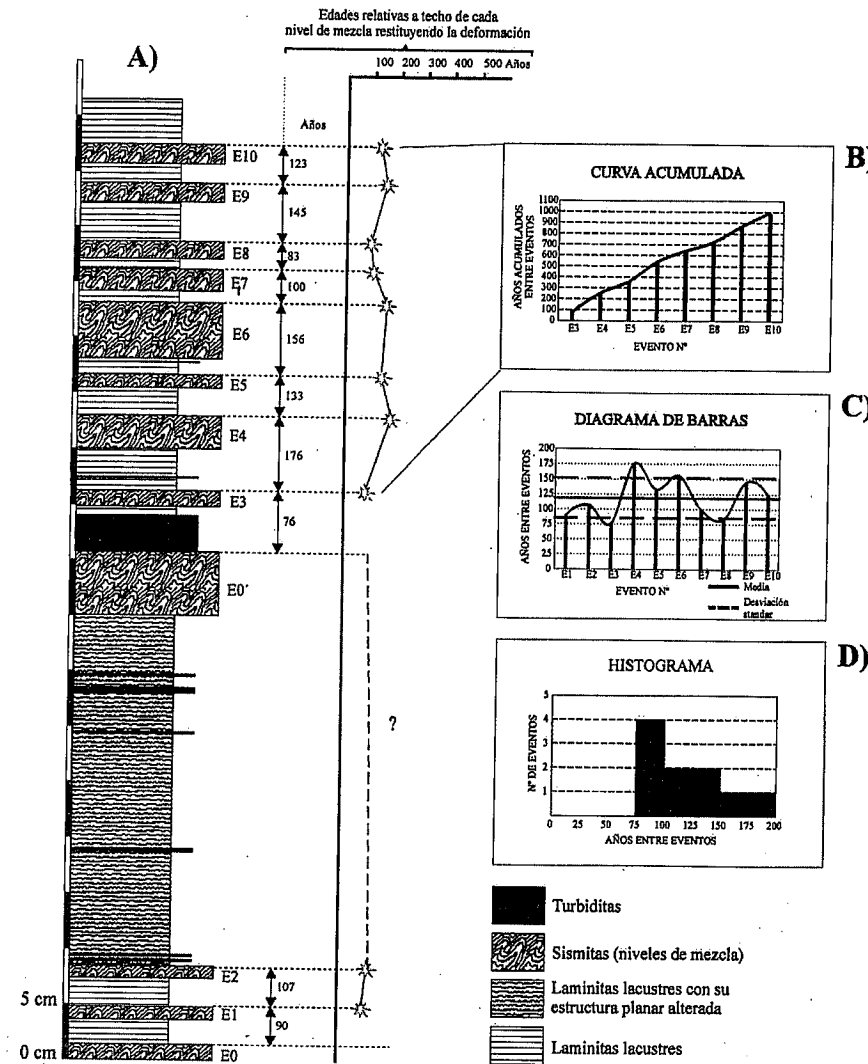 Edades relativas a techo de cada
nivel de mezcla restituyendo la deformación
A)
100 200 300 400 500 Años
Años
E10
123
E9
145
E8
83
E7
100
E6
156
E5
133
E4
176
E3
76
E0´
?
E2
107
5 cm
E1
90
0 cm
E0
B)
CURVA ACUMULADA
AÑOS ACUMULADOS
ENTRE EVENTOS
1100
1000
900
800
700
600
500
400
300
200
100
0
E3 E4 E5 E6 E7 E8 E9 E10
EVENTO Nº
C)
DIAGRAMA DE BARRAS
AÑOS ENTRE EVENTOS
200
175
150
125
100
75
50
25
0
E1 E2 E3 E4 E5 E6 E7 E8 E9 E10
EVENTO Nº
Media
Desviación
standar
D)
HISTOGRAMA
Nº DE EVENTOS
5
4
3
2
1
0 25 50 75 100 125 150 175 200
AÑOS ENTRE EVENTOS
Turbiditas
Sismitas (niveles de mezcla)
Laminitas lacustres con su
estructura planar alterada
Laminitas lacustres